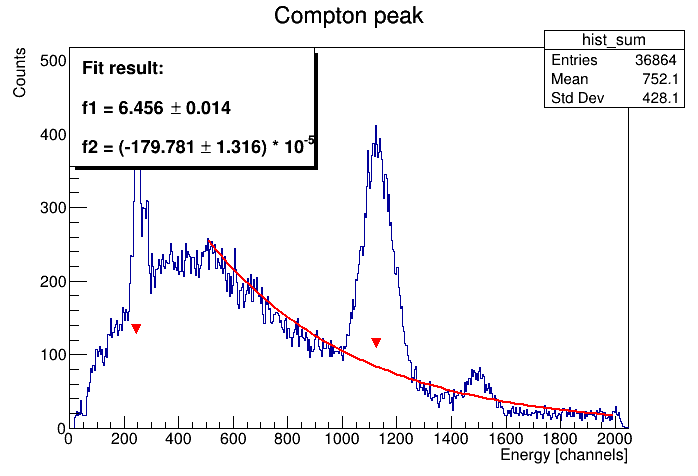 Compton peak
hist_sum
Entries 36864
Mean 752.1
Std Dev 428.1
Counts
500
400
300
200
100
0
Fit result:
f1 = 6.456 ± 0.014
f2 = (-179.781 ± 1.316) * 10^-5
0 200 400 600 800 1000 1200 1400 1600 1800 2000
Energy [channels]